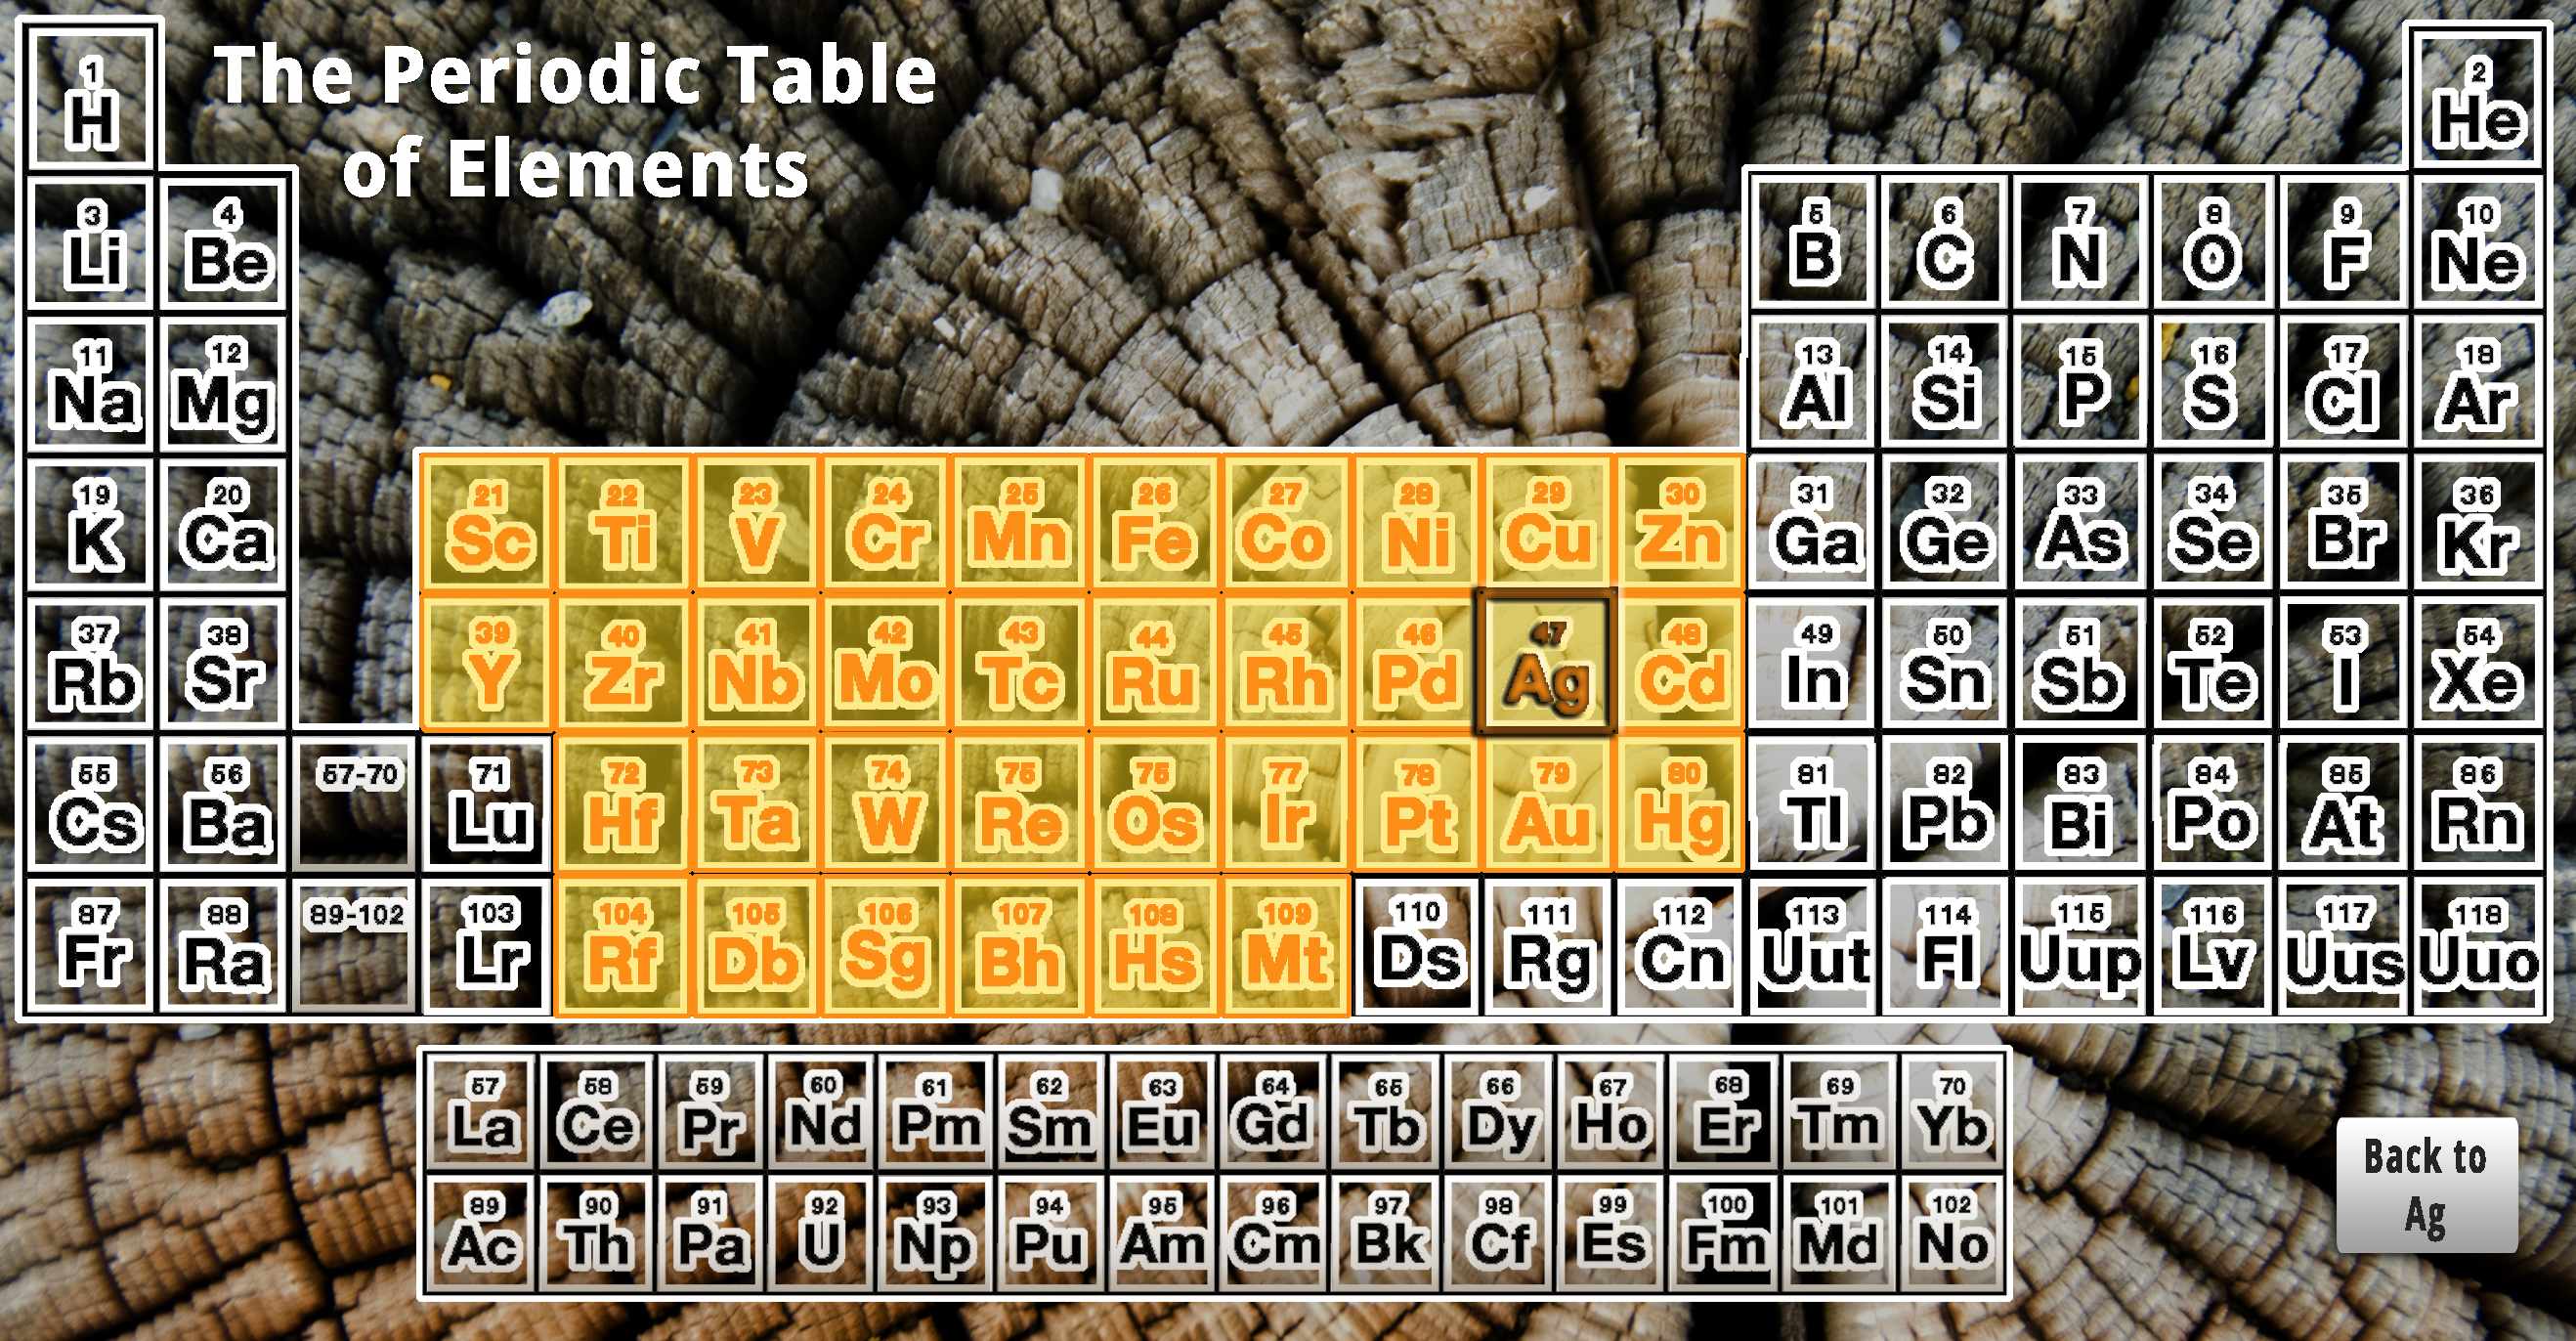 The Periodic Table
of Elements
1 2
H He
3 4 5 6 7 8 9 10
Li Be B C N O F Ne
11 12 13 14 15 16 17 18
Na Mg Al Si P S Cl Ar
19 20 21 22 23 24 25 26 27 28 29 30 31 32 33 34 35 36
K Ca Sc Ti V Cr Mn Fe Co Ni Cu Zn Ga Ge As Se Br Kr
37 38 39 40 41 42 43 44 45 46 47 48 49 50 51 52 53 54
Rb Sr Y Zr Nb Mo Tc Ru Rh Pd Ag Cd In Sn Sb Te I Xe
55 56 57-70 71 72 73 74 75 75 77 78 79 80 81 82 83 84 85 86
Cs Ba Lu Hf Ta W Re Os Ir Pt Au Hg Tl Pb Bi Po At Rn
87 88 89-102 103 104 105 106 107 108 109 110 111 112 113 114 115 116 117 118
Fr Ra Lr Rf Db Sg Bh Hs Mt Ds Rg Cn Uut Fl Uup Lv Uus Uuo
57 58 59 60 61 62 63 64 65 66 67 68 69 70
La Ce Pr Nd Pm Sm Eu Gd Tb Dy Ho Er Tm Yb
89 90 91 92 93 94 95 96 97 98 99 100 101 102
Ac Th Pa U Np Pu Am Cm Bk Cf Es Fm Md No
Back to
Ag